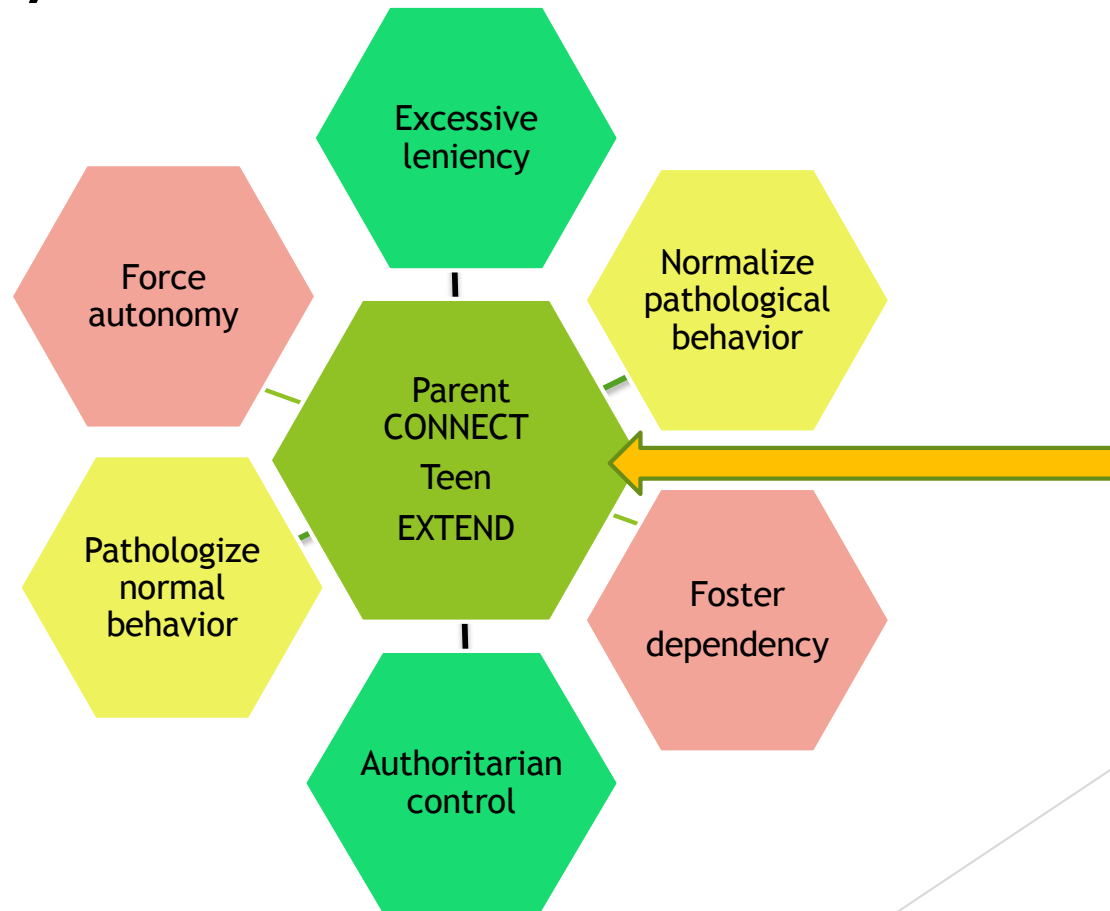 Excessive
leniency
Force
autonomy
Normalize
pathological
behavior
Parent
CONNECT
Teen
EXTEND
Pathologize
normal
behavior
Foster
dependency
Authoritarian
control